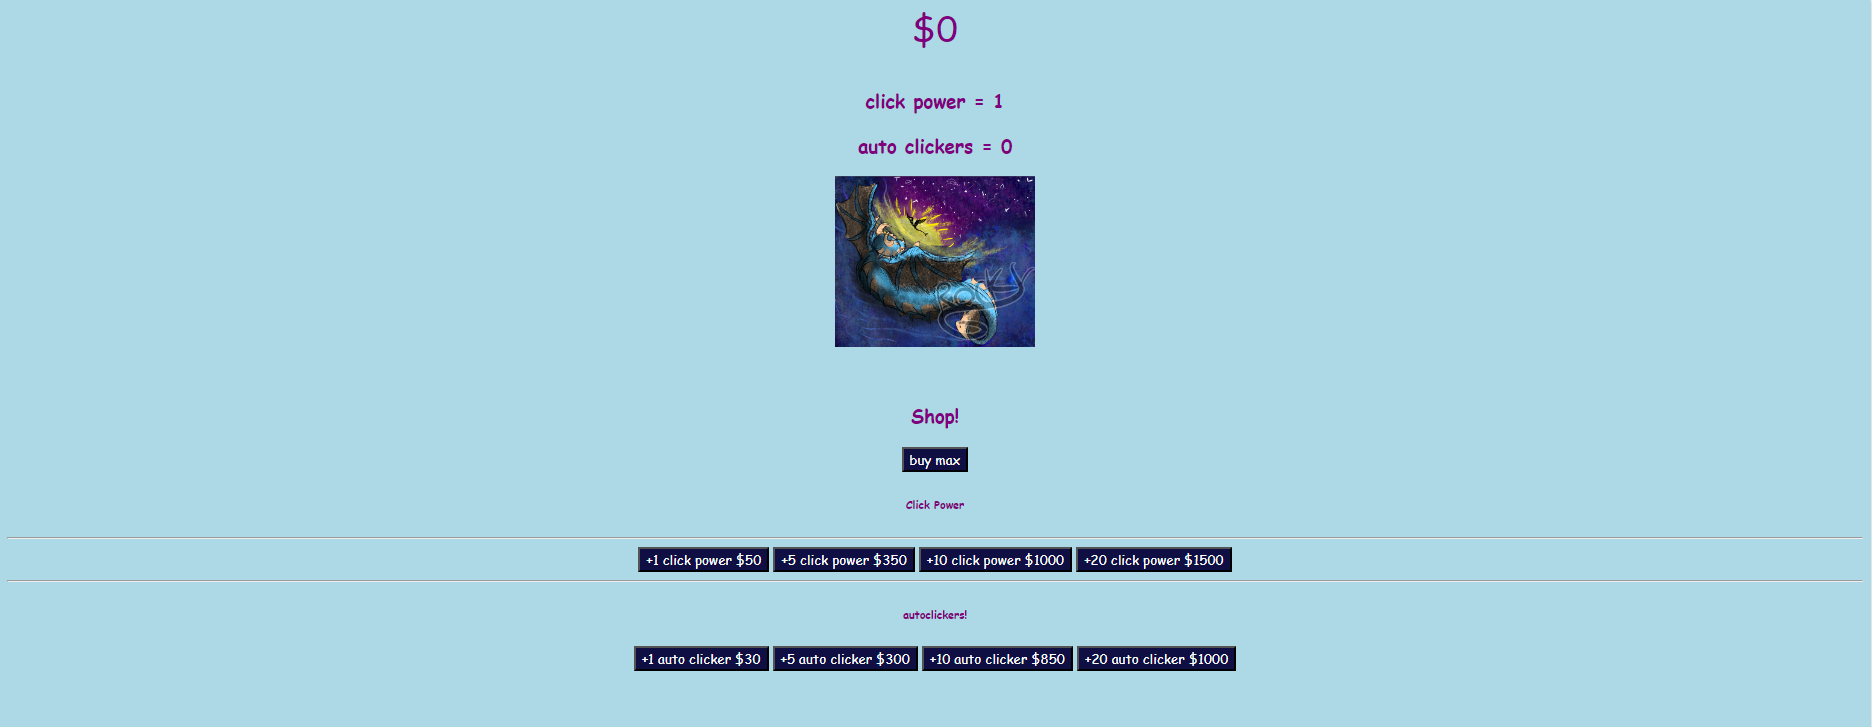 $0
click power = 1
auto clickers = 0
ROCKY
Shop!
buy max
Click Power
+1 click power $50 +5 click power $350 +10 click power $1000 +20 click power $1500
autoclickers!
+1 auto clicker $30 +5 auto clicker $300 +10 auto clicker $850 +20 auto clicker $1000